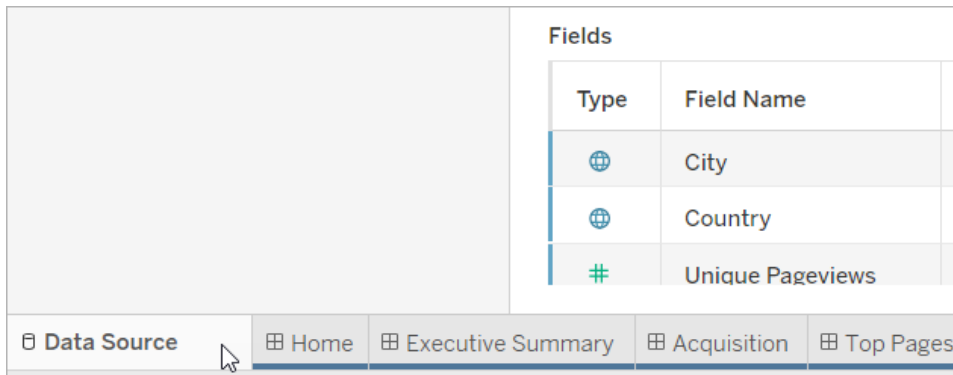 Fields
Type Field Name
City
Country
# Unique Pageviews
Data Source Home Executive Summary Acquisition Top Pages